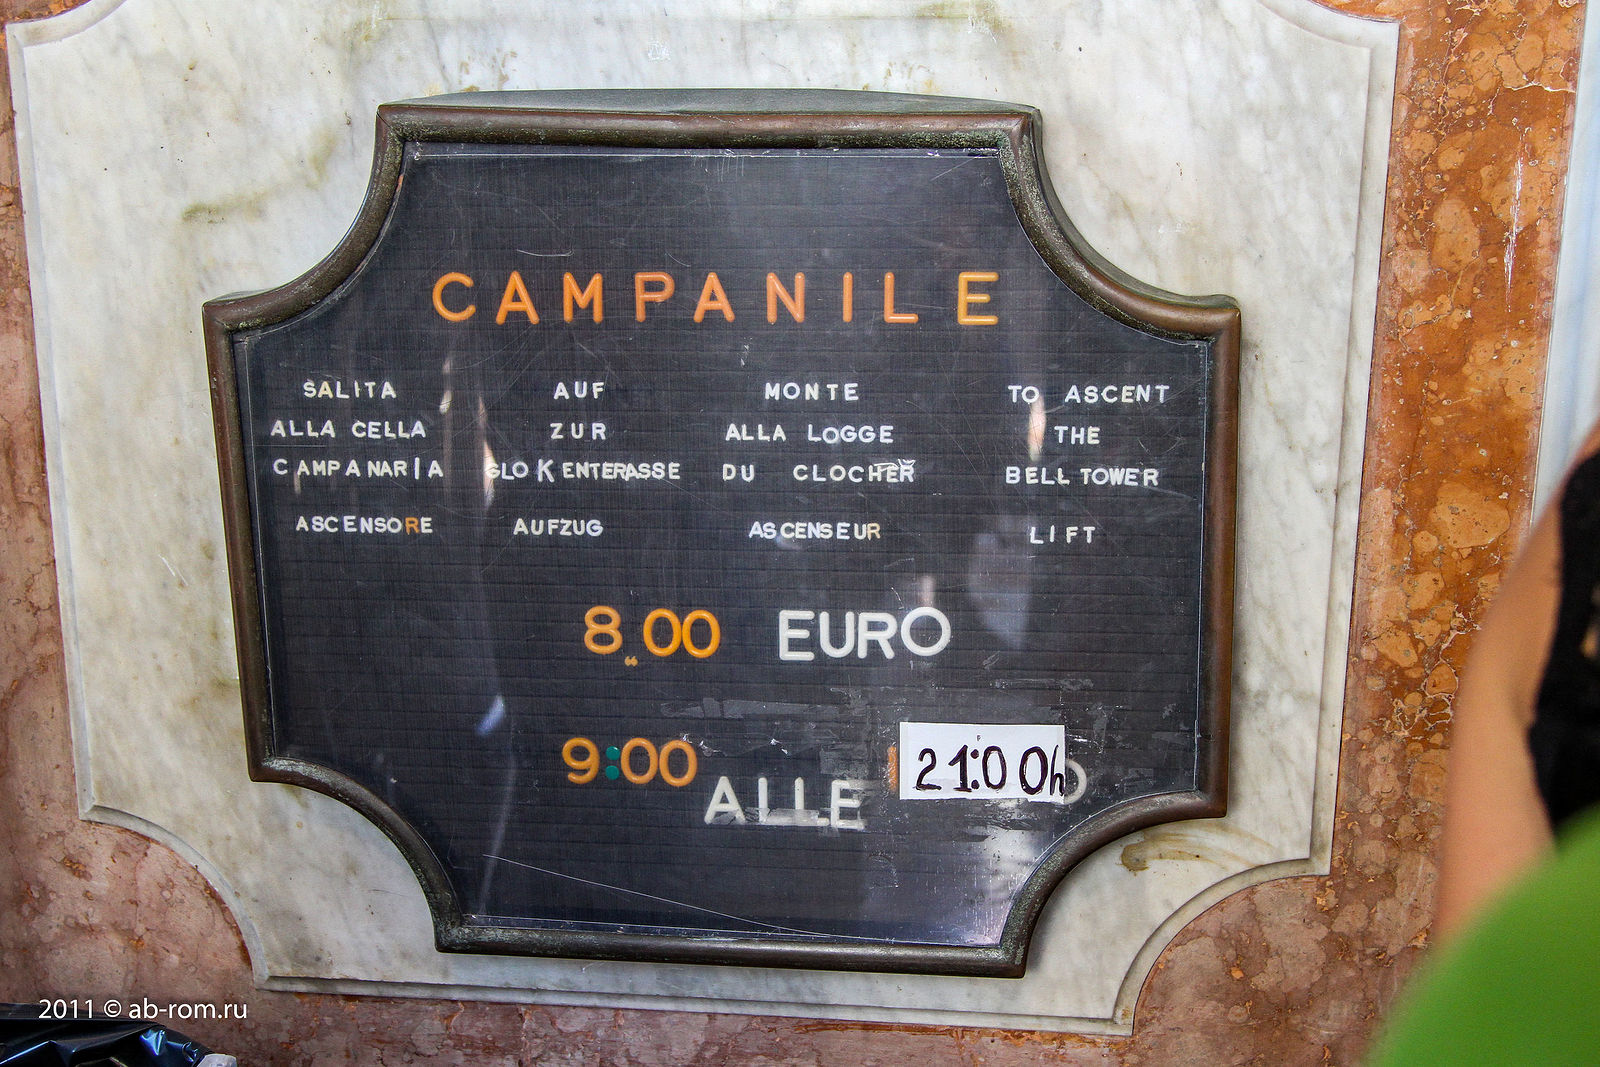 CAMPANILE
SALITA AUF MONTE TO ASCENT
ALLA CELLA ZUR ALLA LOGGE THE
CAMPANARIA GLOKENTERASSE DU CLOCHER BELL TOWER
ASCENSORE AUFZUG ASCENSEUR LIFT
8,,00 EURO
9:00 ALLE 21:00h
2011 © ab-rom.ru